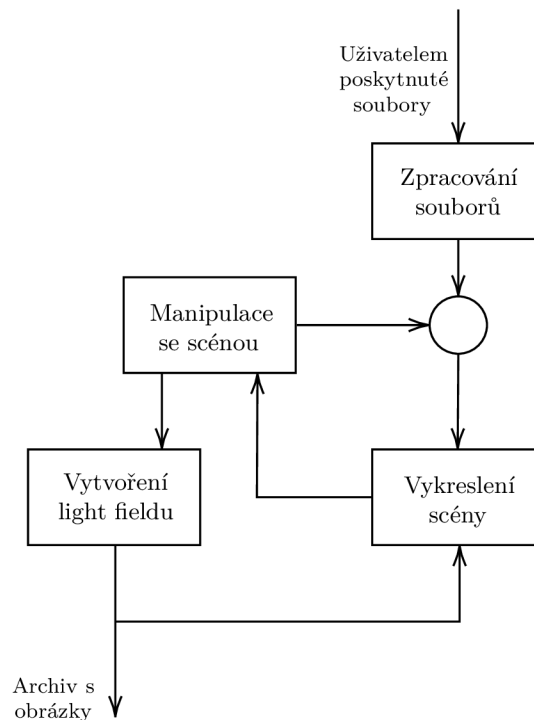 Uživatelem
poskytnuté
soubory
Zpracování
souborů
Manipulace
se scénou
Vytvoření
light fieldu
Vykreslení
scény
Archiv s
obrázky